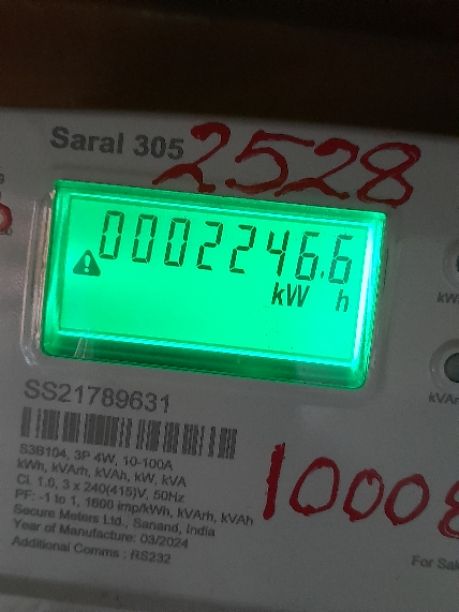 Saral 305
2528
0002246.6
kW h
SS21789631
S3B104, 3P 4W, 10-100A
kWh, kVArh, kVAh, kW, kVA
Cl. 1.0, 3 x 240(415)V, 50Hz
PF: -1 to 1, 1600 imp/kWh, kVArh, kVAh
Secure Meters Ltd., Sanand, India
Year of Manufacture: 03/2024
Additional Comms : RS232
1000
For